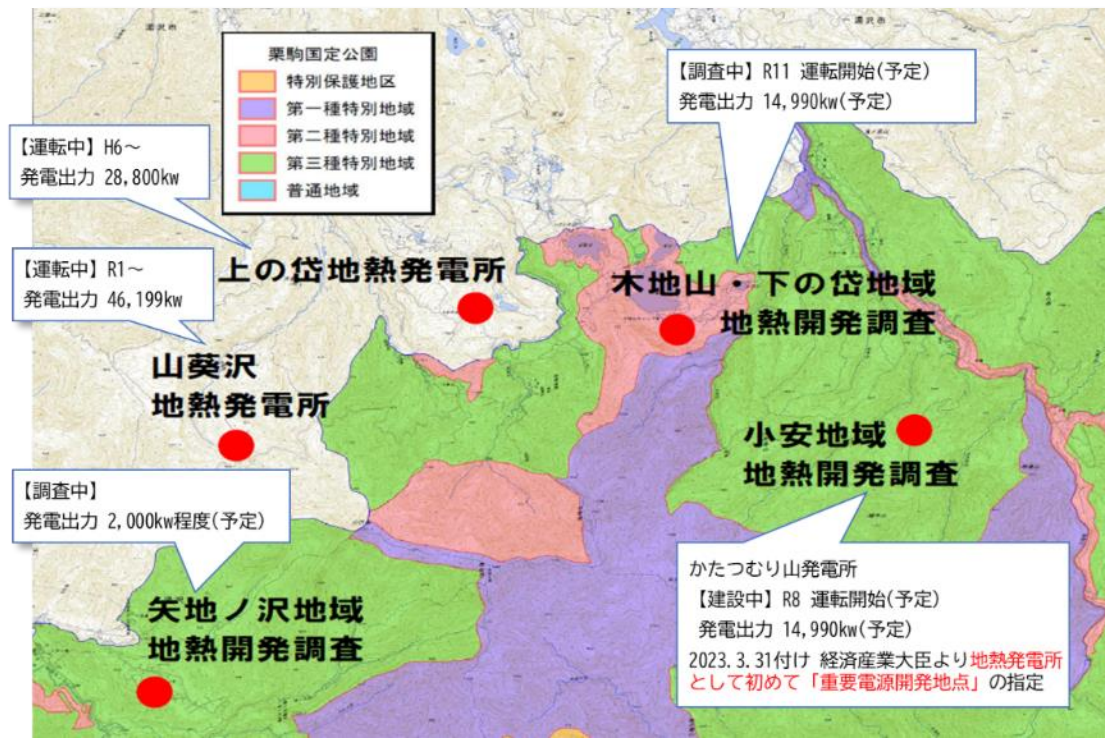 湯沢市
湯沢市
栗駒国定公園
特別保護地区
第一種特別地域
第二種特別地域
第三種特別地域
普通地域
【調査中】R11 運転開始(予定)
発電出力 14,990kw(予定)
【運転中】H6～
発電出力 28,800kw
【運転中】R1～
発電出力 46,199kw
上の岱地熱発電所
木地山・下の岱地域
地熱開発調査
山葵沢
地熱発電所
小安地域
地熱開発調査
【調査中】
発電出力 2,000kw程度(予定)
矢地ノ沢地域
地熱開発調査
かたつむり山発電所
【建設中】R8 運転開始(予定)
発電出力 14,990kw(予定)
2023.3.31付け 経済産業大臣より地熱発電所
として初めて「重要電源開発地点」の指定